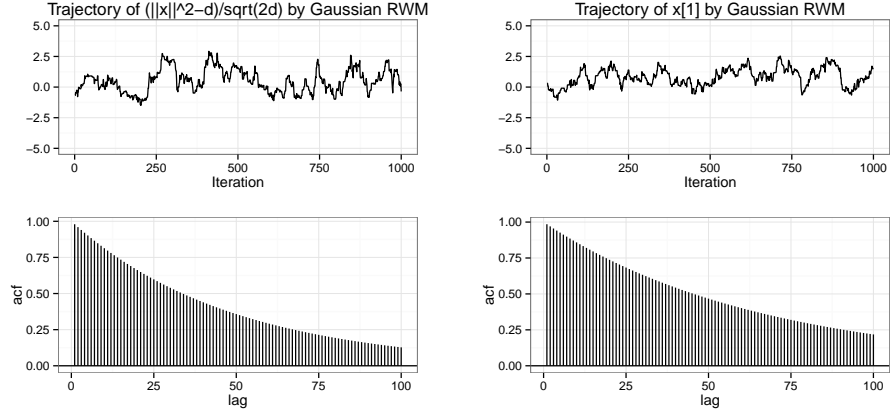 Trajectory of (||x||^2−d)/sqrt(2d) by Gaussian RWM
5.0
2.5
0.0
−2.5
−5.0
0 250 500 750 1000
Iteration
Trajectory of x[1] by Gaussian RWM
5.0
2.5
0.0
−2.5
−5.0
0 250 500 750 1000
Iteration
1.00
0.75
0.50
0.25
0.00
acf
0 25 50 75 100
lag
1.00
0.75
0.50
0.25
0.00
acf
0 25 50 75 100
lag